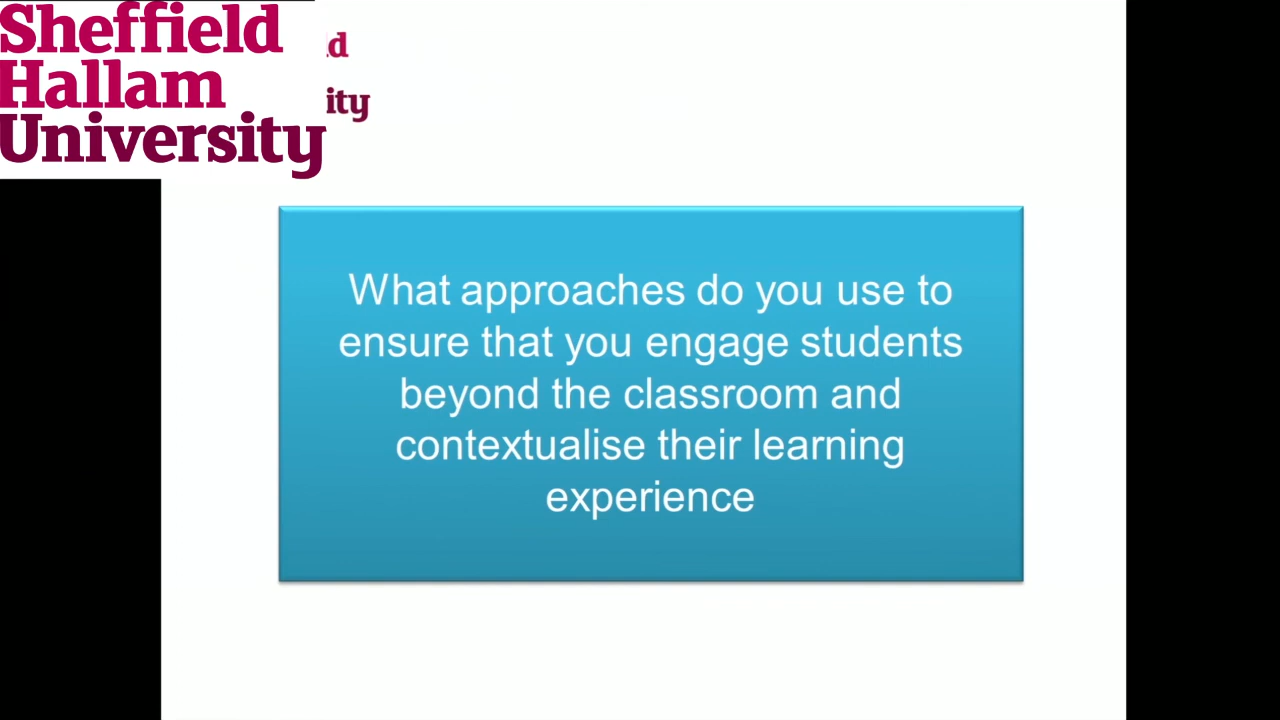 Sheffield
Hallam
University
d
ity
What approaches do you use to
ensure that you engage students
beyond the classroom and
contextualise their learning
experience